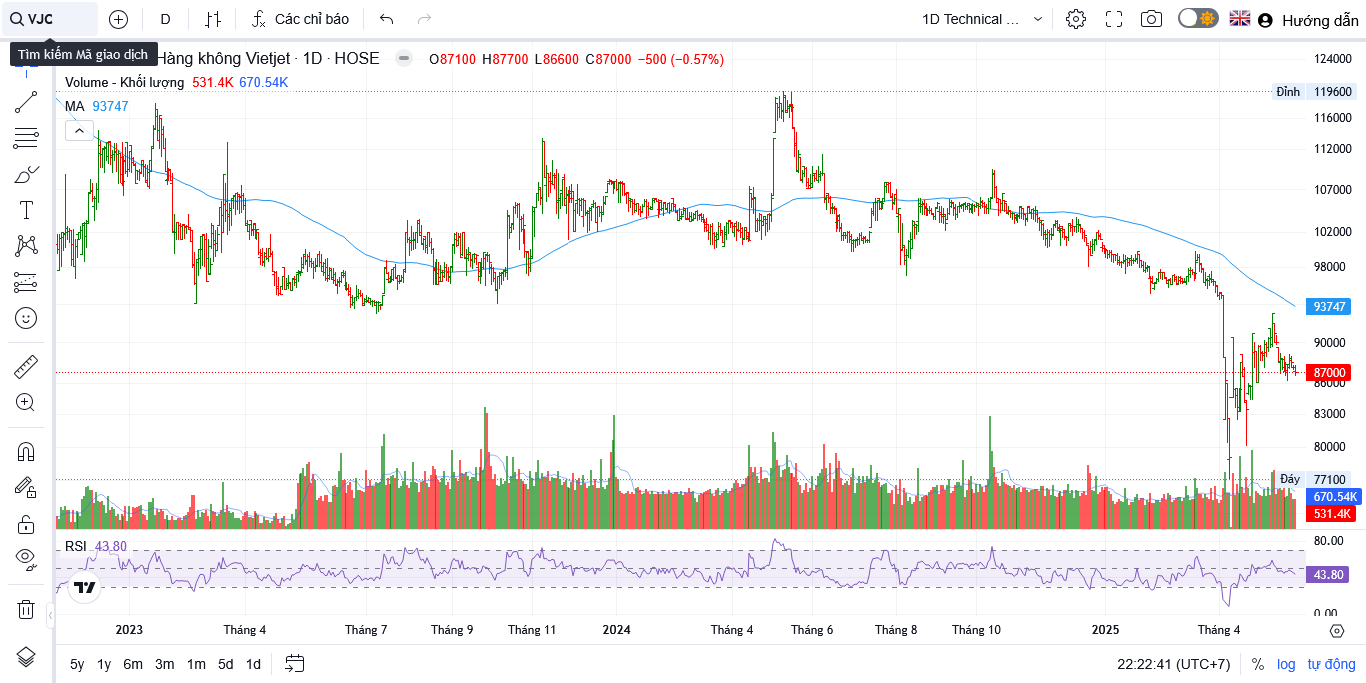 VJC
D
Các chỉ báo
1D Technical ...
Hướng dẫn
Tìm kiếm Mã giao dịch
Hàng không Vietjet · 1D · HOSE O87100 H87700 L86600 C87000 −500 (−0.57%)
Volume - Khối lượng 531.4K 670.54K
MA 93747
124000
Đỉnh 119600
116000
112000
107000
102000
98000
93747
90000
87000
86000
83000
80000
Đáy 77100
670.54K
531.4K
RSI 43.80
80.00
43.80
0.00
2023 Tháng 4 Tháng 7 Tháng 9 Tháng 11 2024 Tháng 4 Tháng 6 Tháng 8 Tháng 10 2025 Tháng 4
5y 1y 6m 3m 1m 5d 1d
22:22:41 (UTC+7) % log tự động